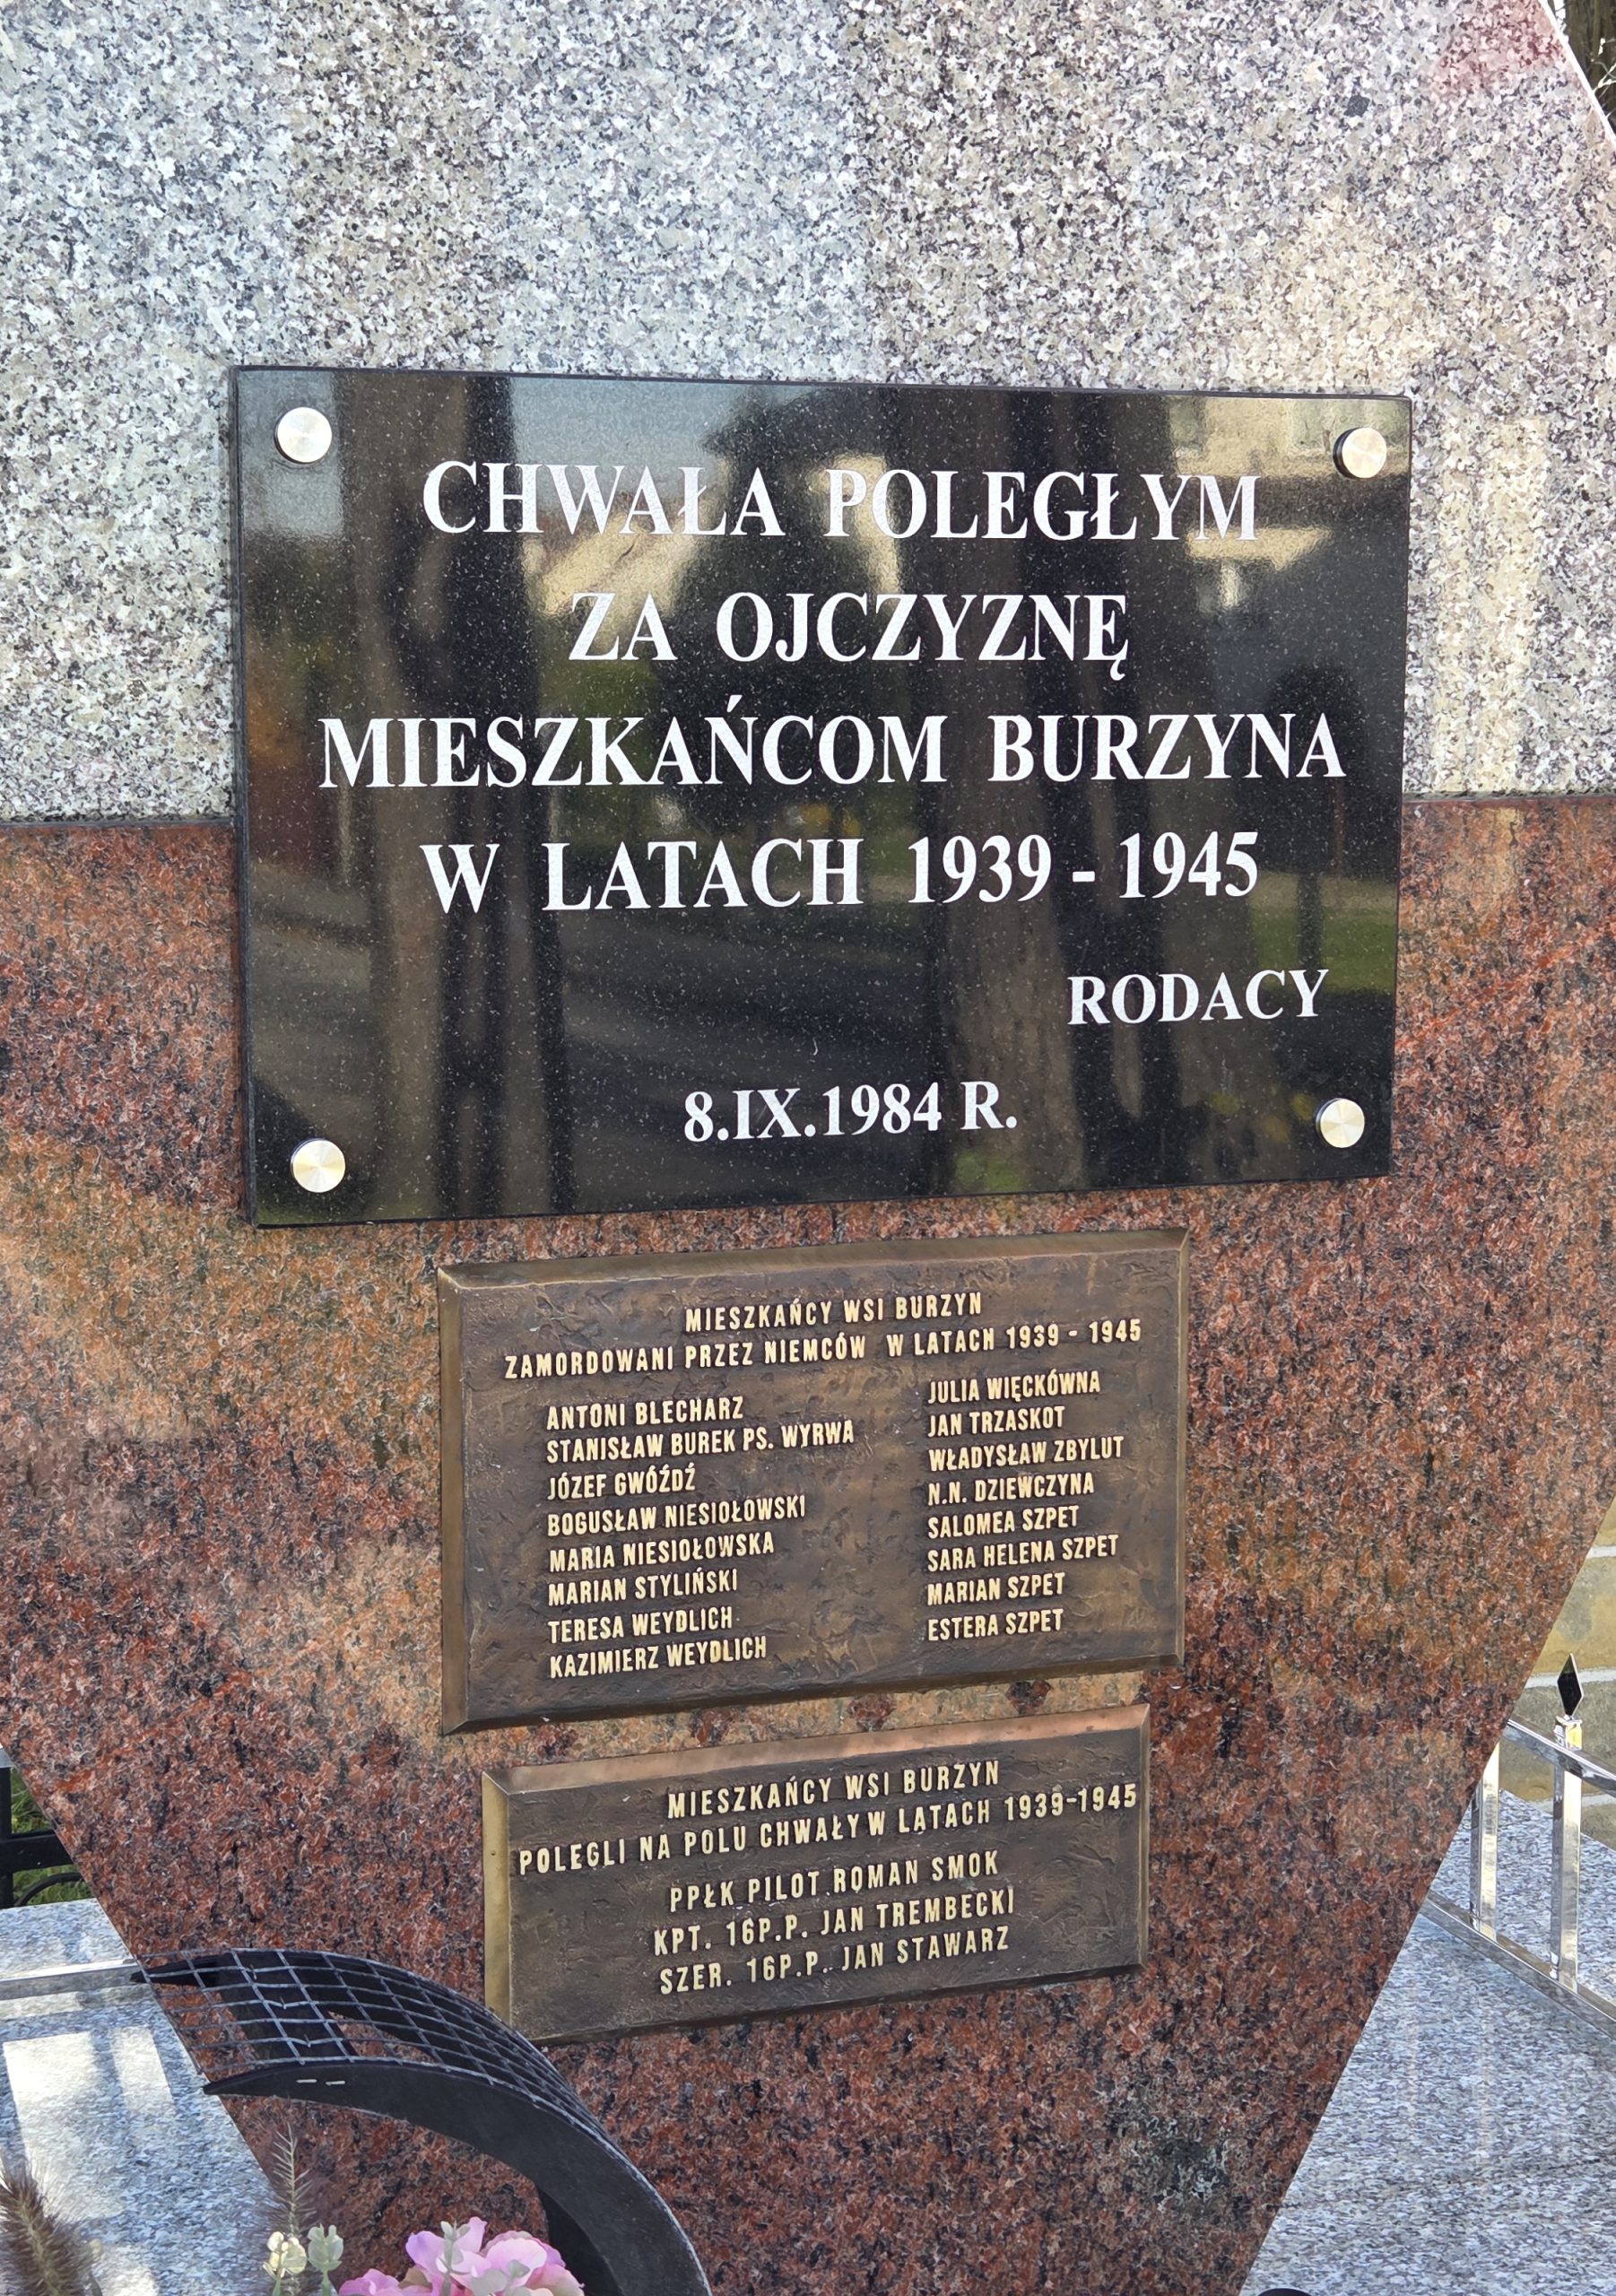 CHWAŁA POLEGŁYM
ZA OJCZYZNĘ
MIESZKAŃCOM BURZYNA
W LATACH 1939 - 1945
RODACY
8.IX.1984 R.
MIESZKAŃCY WSI BURZYN
ZAMORDOWANI PRZEZ NIEMCÓW W LATACH 1939 - 1945
ANTONI BLECHARZ
STANISŁAW BUREK PS. WYRWA
JÓZEF GWÓŹDŹ
BOGUSŁAW NIESIOŁOWSKI
MARIA NIESIOŁOWSKA
MARIAN STYLIŃSKI
TERESA WEYDLICH
KAZIMIERZ WEYDLICH
JULIA WIĘCKÓWNA
JAN TRZASKOT
WŁADYSŁAW ZBYLUT
N.N. DZIEWCZYNA
SALOMEA SZPET
SARA HELENA SZPET
MARIAN SZPET
ESTERA SZPET
MIESZKAŃCY WSI BURZYN
POLEGLI NA POLU CHWAŁY W LATACH 1939-1945
PPŁK PILOT ROMAN SMOK
KPT. 16P.P. JAN TREMBECKI
SZER. 16P.P. JAN STAWARZ